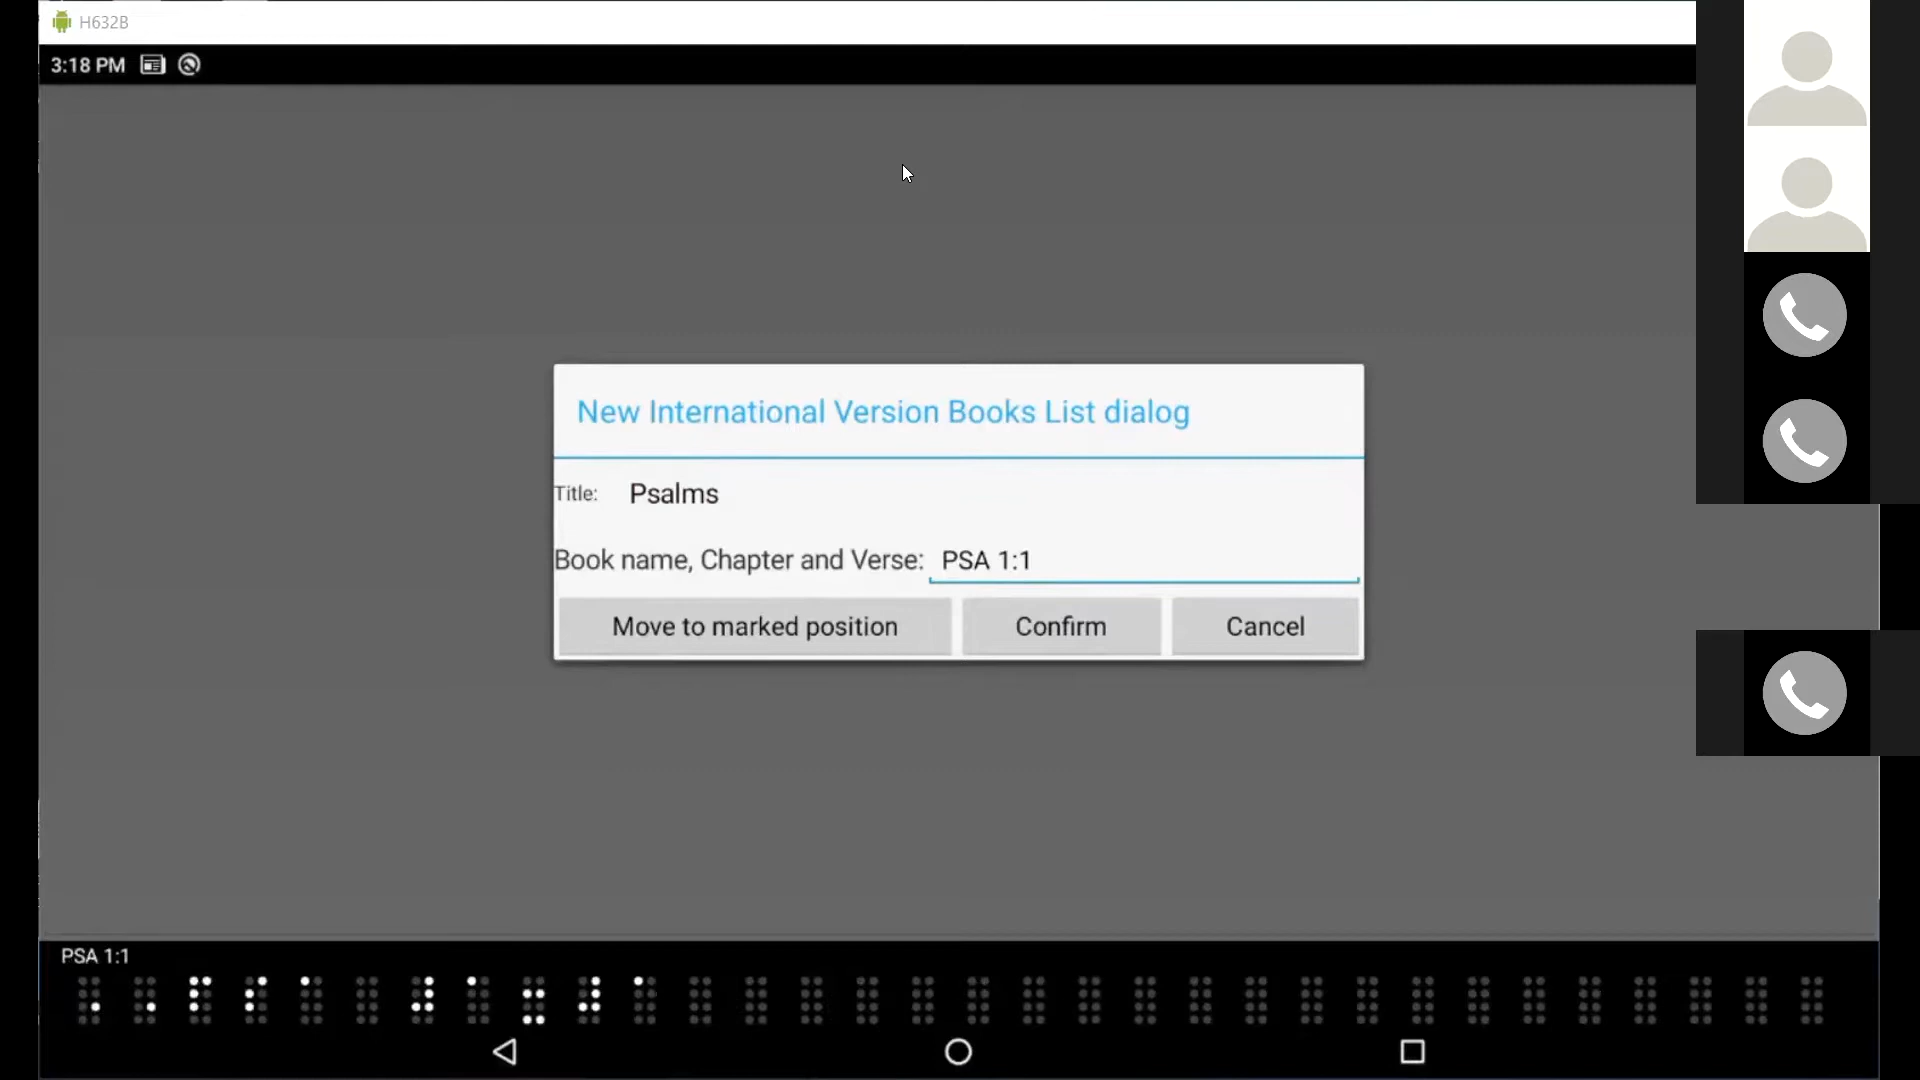 H632B
3:18 PM
New International Version Books List dialog
Title: Psalms
Book name, Chapter and Verse: PSA 1:1
Move to marked position Confirm Cancel
PSA 1:1